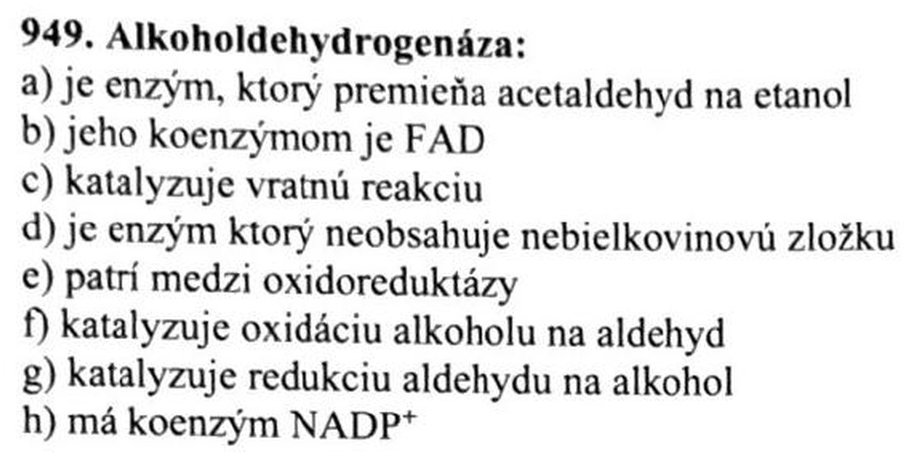 949. Alkoholdehydrogenáza:
a) je enzým, ktorý premieňa acetaldehyd na etanol
b) jeho koenzýmom je FAD
c) katalyzuje vratnú reakciu
d) je enzým ktorý neobsahuje nebielkovinovú zložku
e) patrí medzi oxidoreduktázy
f) katalyzuje oxidáciu alkoholu na aldehyd
g) katalyzuje redukciu aldehydu na alkohol
h) má koenzým NADP⁺